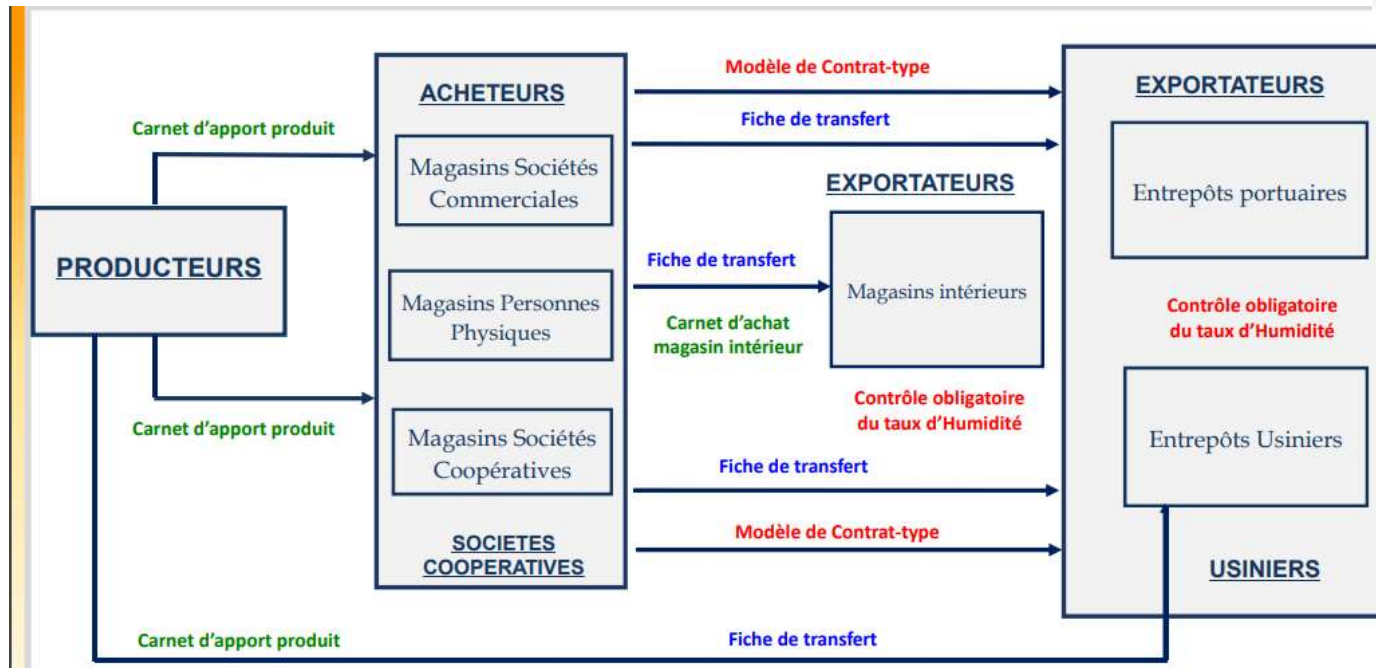 Modèle de Contrat-type
ACHETEURS
EXPORTATEURS
Carnet d'apport produit
Fiche de transfert
Magasins Sociétés
Commerciales
EXPORTATEURS
Entrepôts portuaires
PRODUCTEURS
Fiche de transfert
Magasins Personnes
Physiques
Magasins intérieurs
Carnet d'achat
magasin intérieur
Contrôle obligatoire
du taux d'Humidité
Contrôle obligatoire
du taux d'Humidité
Carnet d'apport produit
Magasins Sociétés
Coopératives
Entrepôts Usiniers
Fiche de transfert
Modèle de Contrat-type
SOCIETES
COOPERATIVES
USINIERS
Carnet d'apport produit
Fiche de transfert